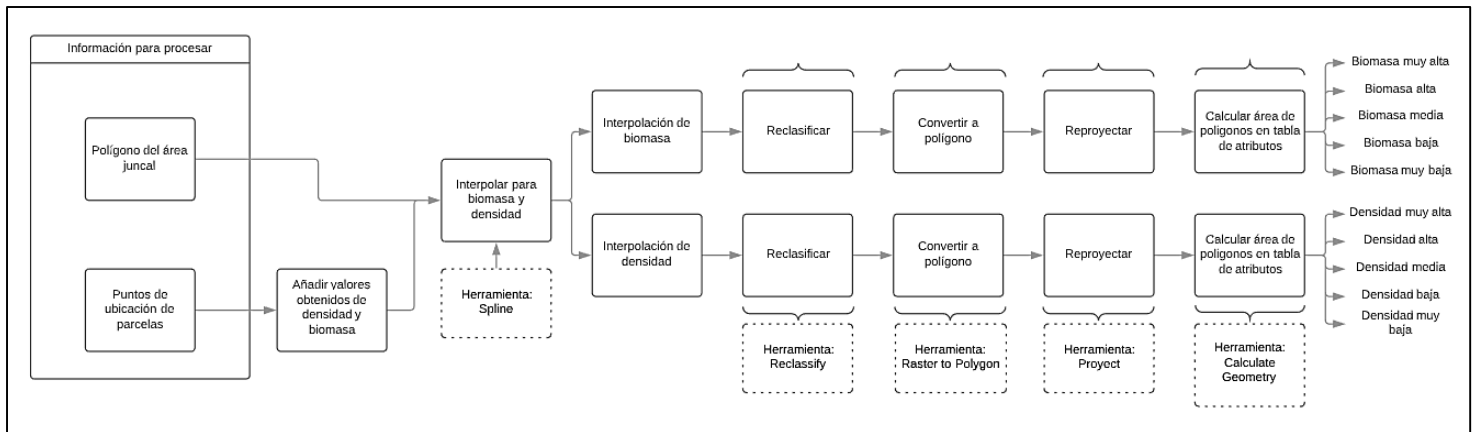 Información para procesar
Polígono del área
juncal
Puntos de
ubicación de
parcelas
Añadir valores
obtenidos de
densidad y
biomasa
Interpolar para
biomasa y
densidad
Herramienta:
Spline
Interpolación de
biomasa
Reclasificar
Convertir a
polígono
Reproyectar
Calcular área de
poligonos en tabla
de atributos
Biomasa muy alta
Biomasa alta
Biomasa media
Biomasa baja
Biomasa muy baja
Interpolación de
densidad
Reclasificar
Convertir a
polígono
Reproyectar
Calcular área de
poligonos en tabla
de atributos
Densidad muy alta
Densidad alta
Densidad media
Densidad baja
Densidad muy
baja
Herramienta:
Reclassify
Herramienta:
Raster to Polygon
Herramienta:
Proyect
Herramienta:
Calculate
Geometry